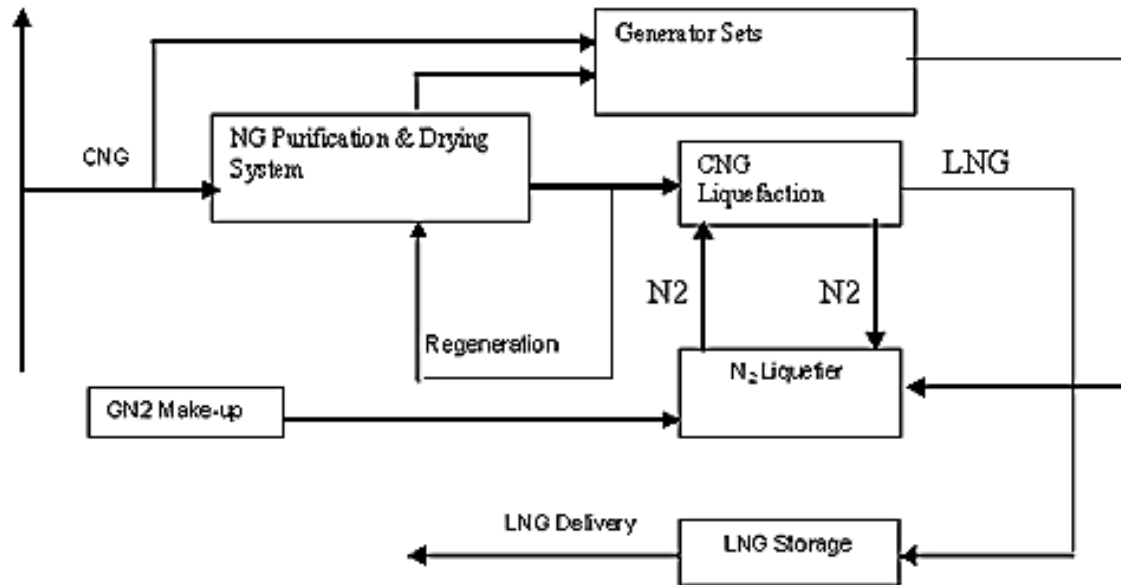 Generator Sets
NG Purification & Drying
System
CNG
CNG
Liquefaction
LNG
N2
N2
Regeneration
N₂ Liquefier
GN2 Make-up
LNG Delivery
LNG Storage